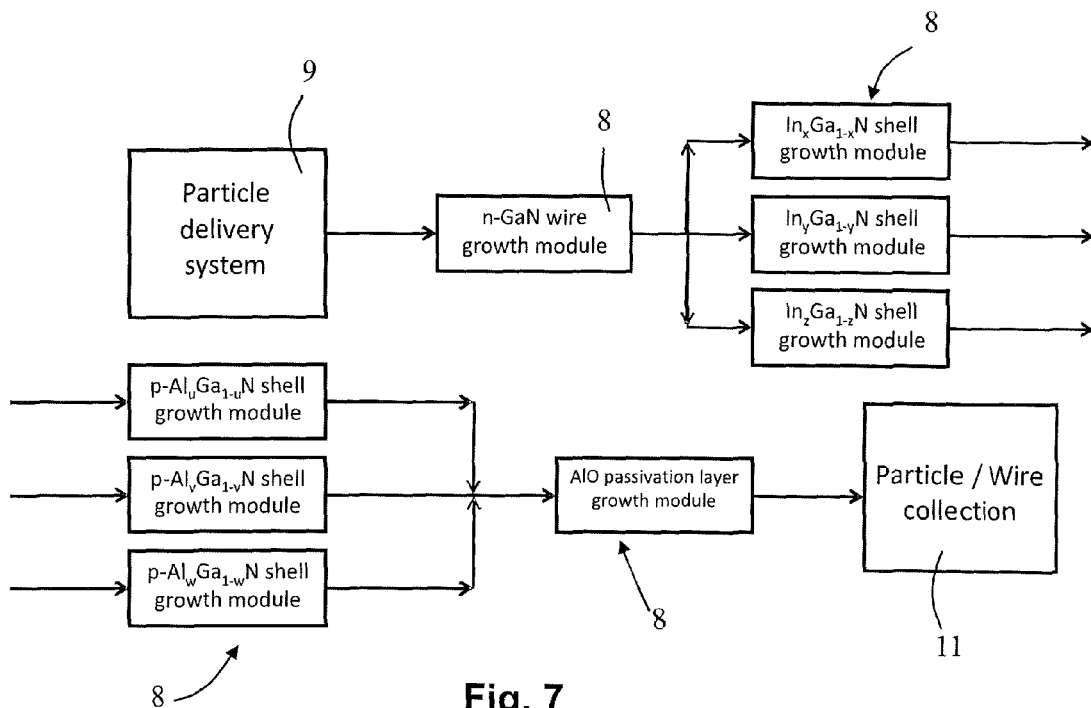 9
Particle
delivery
system
8
n-GaN wire
growth module
8
InₓGa₁₋ₓN shell
growth module
InyGa1-yN shell
growth module
InzGa1-zN shell
growth module
p-AluGa1-uN shell
growth module
p-AlvGa1-vN shell
growth module
p-AlwGa1-wN shell
growth module
8
AlO passivation layer
growth module
8
Particle / Wire
collection
11
Fig. 7